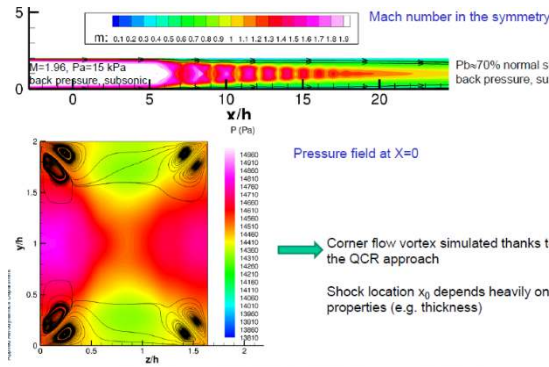 Mach number in the symmetry
5
m: 0.1 0.2 0.3 0.4 0.5 0.6 0.7 0.8 0.9 1 1.1 1.2 1.3 1.4 1.5 1.6 1.7 1.8 1.9
M=1.96, Pa=15 kPa
back pressure, subsonic
Pb≈70% normal s
back pressure, su
0
0 5 10 15 20
x/h
P (Pa)
Pressure field at X=0
2
1.5
1
0.5
0
y/h
14960
14910
14810
14760
14710
14660
14610
14560
14510
14460
14410
14360
14310
14260
14210
14160
14110
14060
14010
13960
13910
13860
13810
0 0.5 1 1.5 2
z/h
Corner flow vortex simulated thanks t
the QCR approach
Shock location x0 depends heavily on
properties (e.g. thickness)